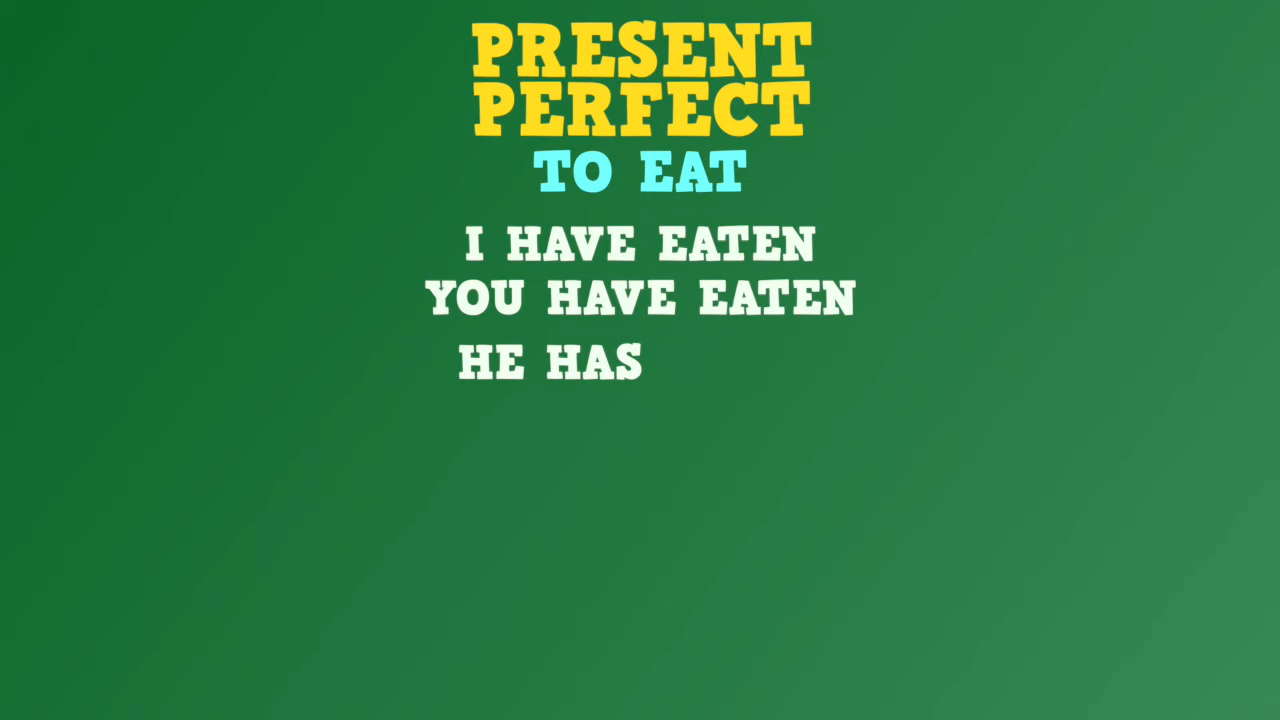 PRESENT
PERFECT
TO EAT
I HAVE EATEN
YOU HAVE EATEN
HE HAS